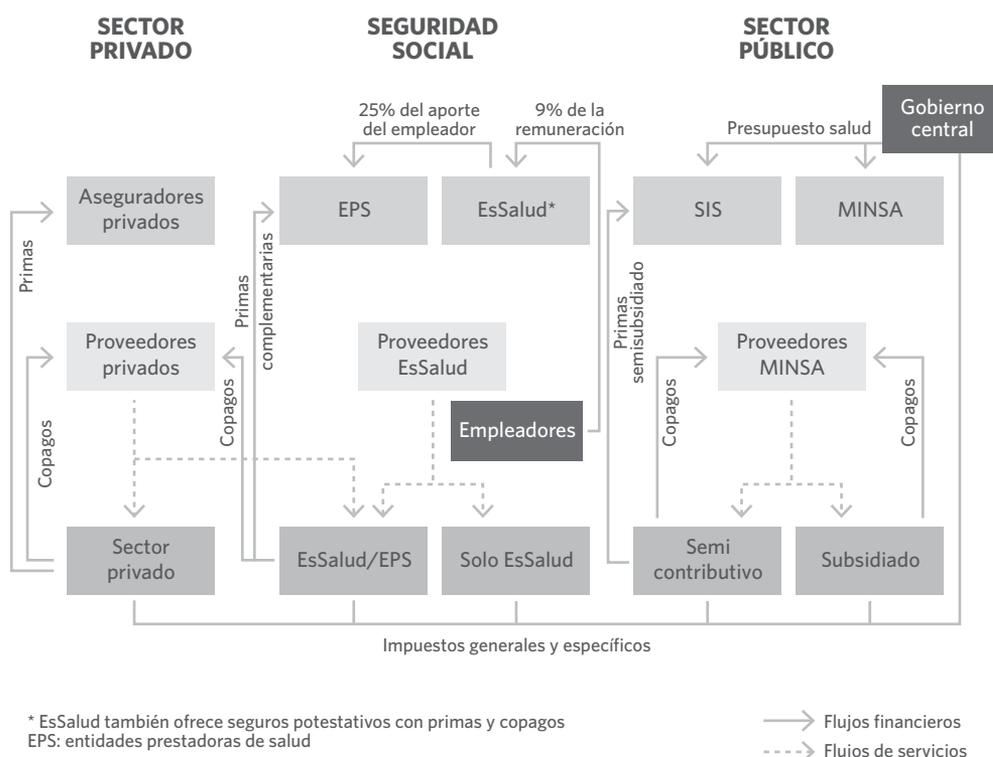 SECTOR
PRIVADO
SEGURIDAD
SOCIAL
SECTOR
PÚBLICO
25% del aporte
del empleador
9% de la
remuneración
Presupuesto salud
Gobierno
central
Aseguradores
privados
EPS
EsSalud*
SIS
MINSA
Primas
Primas
complementarias
Primas
semisubsidiado
Proveedores
privados
Proveedores
EsSalud
Proveedores
MINSA
Copagos
Copagos
Copagos
Copagos
Empleadores
Sector
privado
EsSalud/EPS
Solo EsSalud
Semi
contributivo
Subsidiado
Impuestos generales y específicos
* EsSalud también ofrece seguros potestativos con primas y copagos
EPS: entidades prestadoras de salud
Flujos financieros
Flujos de servicios